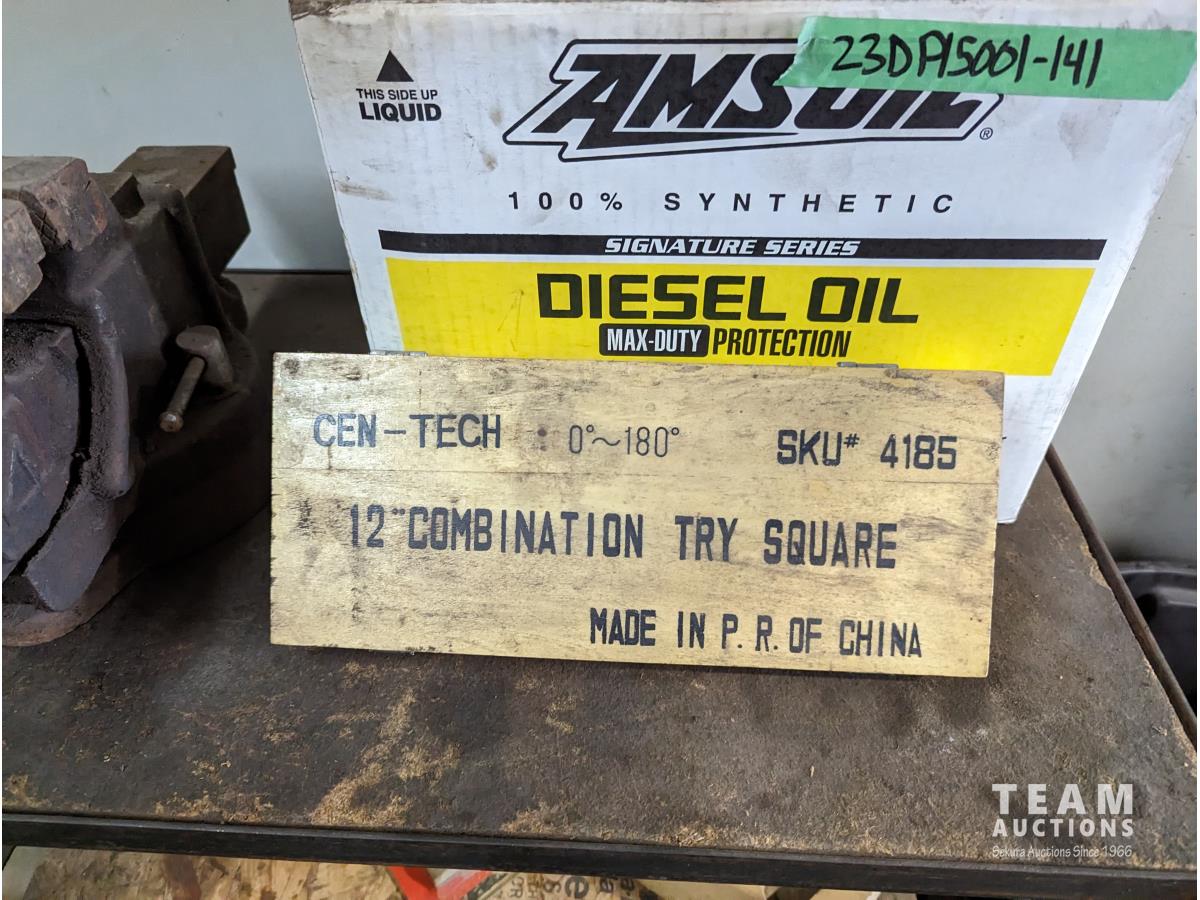 THIS SIDE UP
LIQUID
AMSOIL®
23DP15001-141
100% SYNTHETIC
SIGNATURE SERIES
DIESEL OIL
MAX-DUTY PROTECTION
CEN-TECH 0°~180° SKU# 4185
12" COMBINATION TRY SQUARE
MADE IN P.R. OF CHINA
TEAM
AUCTIONS
Sekura Auctions Since 1966